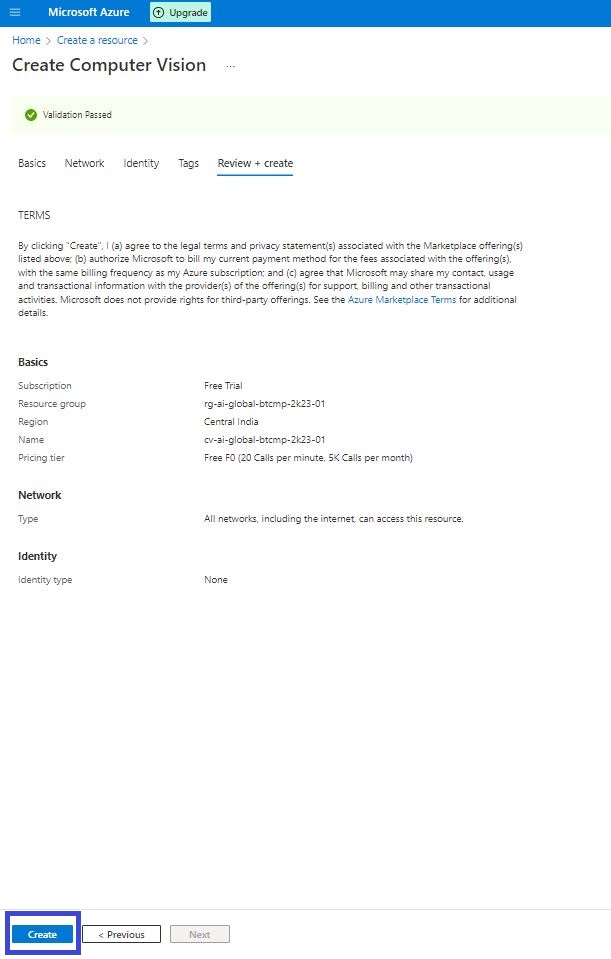 Microsoft Azure Upgrade
Home > Create a resource >
Create Computer Vision ...
Validation Passed
Basics Network Identity Tags Review + create
TERMS
By clicking "Create", I (a) agree to the legal terms and privacy statement(s) associated with the Marketplace offering(s)
listed above; (b) authorize Microsoft to bill my current payment method for the fees associated with the offering(s),
with the same billing frequency as my Azure subscription; and (c) agree that Microsoft may share my contact, usage
and transactional information with the provider(s) of the offering(s) for support, billing and other transactional
activities. Microsoft does not provide rights for third-party offerings. See the Azure Marketplace Terms for additional
details.
Basics
Subscription Free Trial
Resource group rg-ai-global-btcmp-2k23-01
Region Central India
Name cv-ai-global-btcmp-2k23-01
Pricing tier Free F0 (20 Calls per minute, 5K Calls per month)
Network
Type All networks, including the internet, can access this resource.
Identity
Identity type None
Create < Previous Next